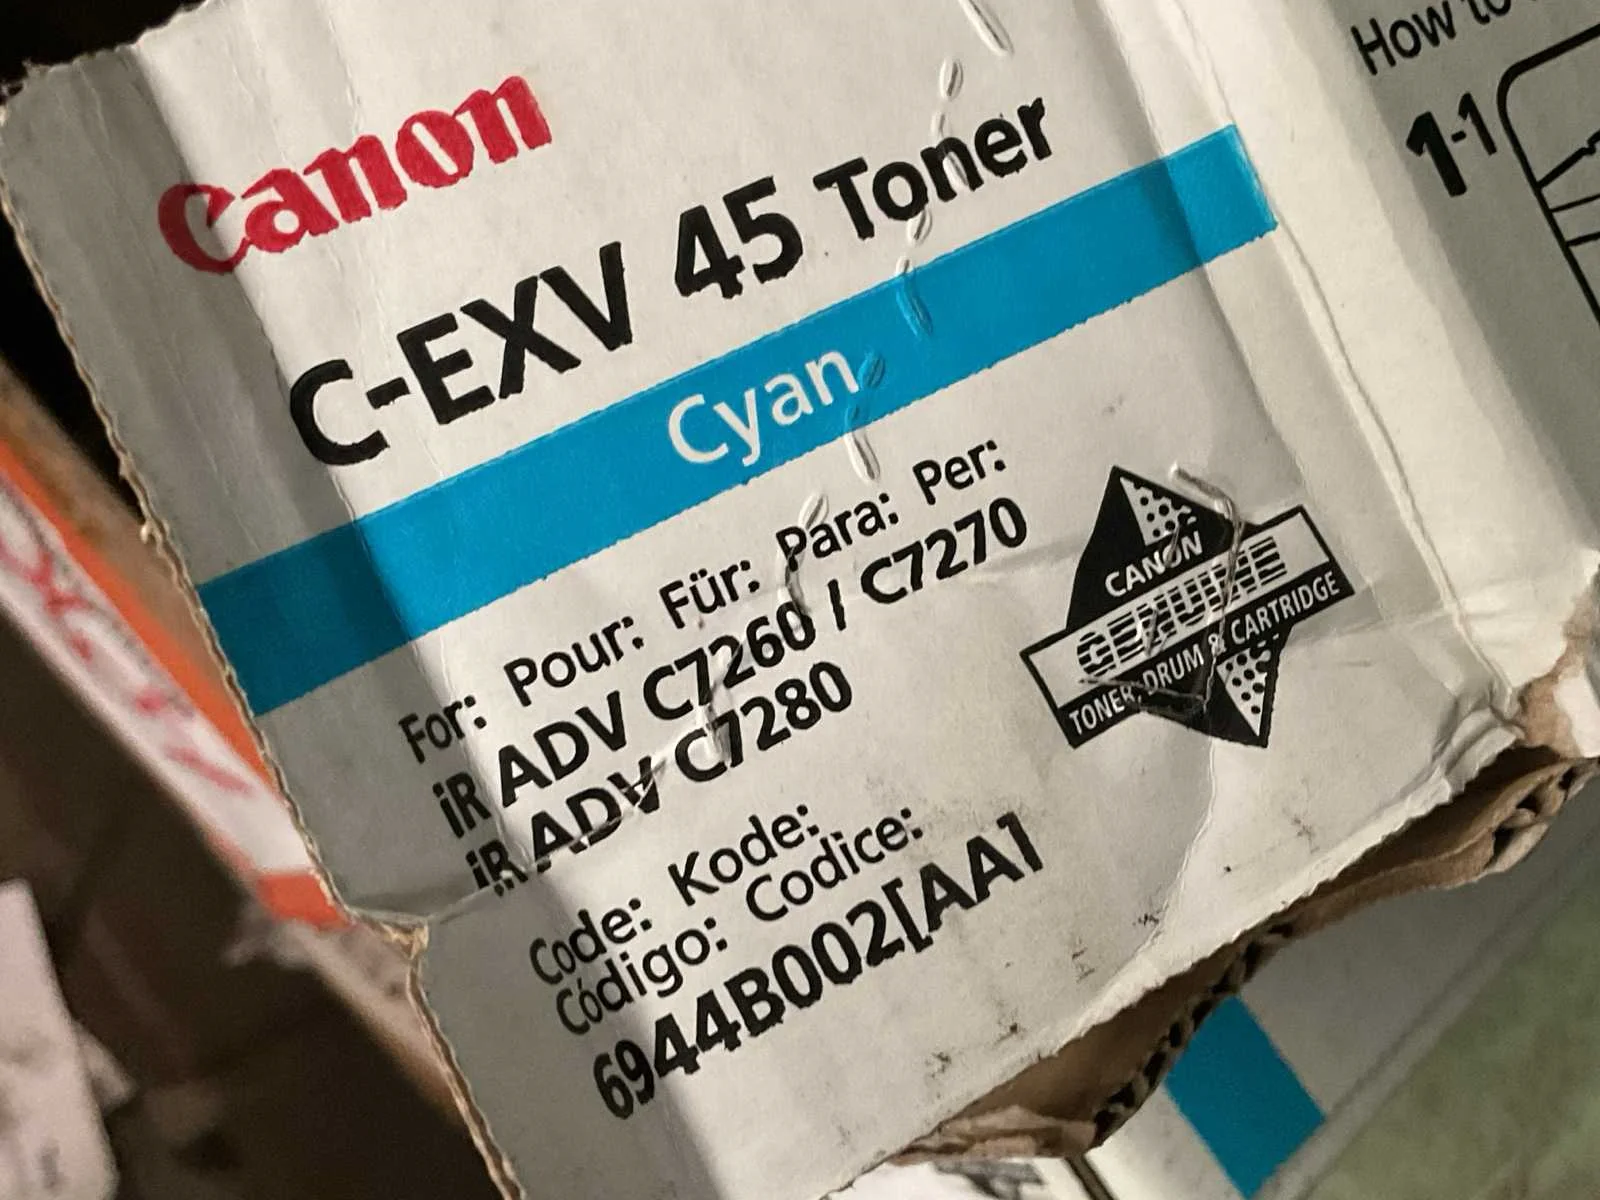 Canon
C-EXV 45 Toner
Cyan
For: Pour: Für: Para: Per:
iR ADV C7260 / C7270
iR ADV C7280
Code: Kode:
Código: Codice:
6944B002[AA]
CANON
GENUINE
TONER, DRUM & CARTRIDGE
How to
1-1